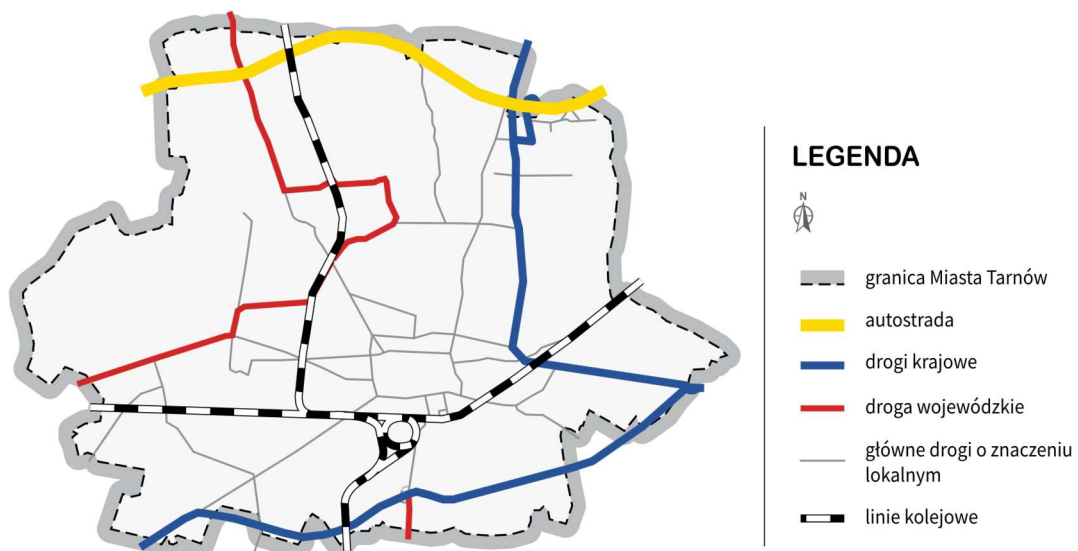 LEGENDA
N
granica Miasta Tarnów
autostrada
drogi krajowe
droga wojewódzkie
główne drogi o znaczeniu
lokalnym
linie kolejowe